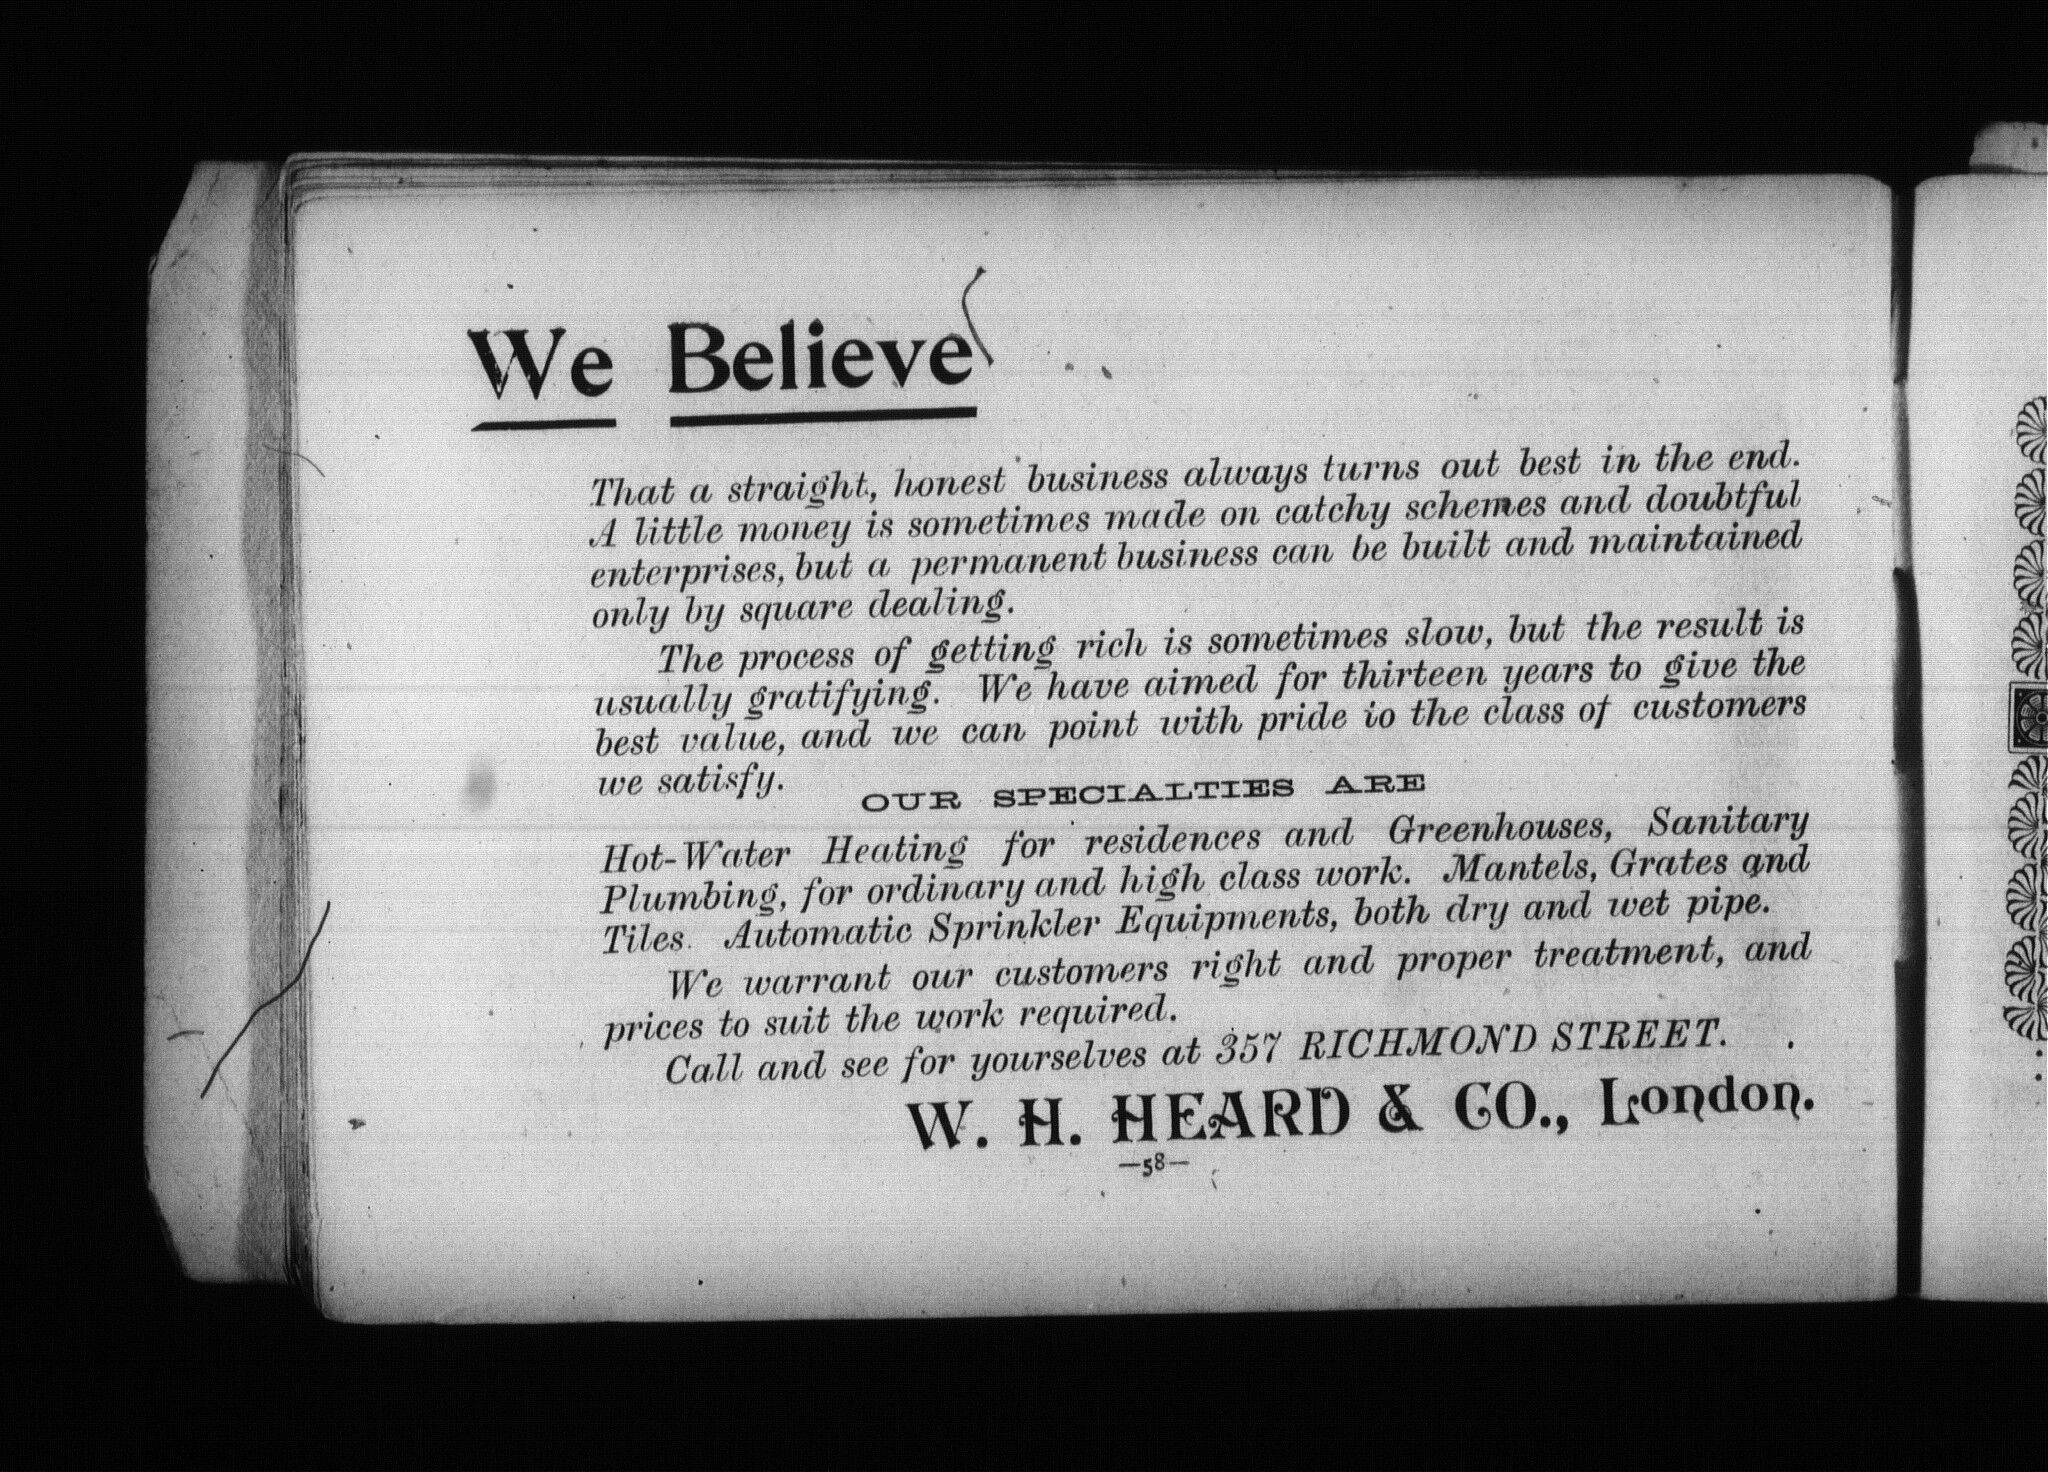 We Believe
That a straight, honest business always turns out best in the end.
A little money is sometimes made on catchy schemes and doubtful
enterprises, but a permanent business can be built and maintained
only by square dealing.
The process of getting rich is sometimes slow, but the result is
usually gratifying. We have aimed for thirteen years to give the
best value, and we can point with pride to the class of customers
we satisfy.
OUR SPECIALTIES ARE
Hot-Water Heating for residences and Greenhouses, Sanitary
Plumbing, for ordinary and high class work. Mantels, Grates and
Tiles. Automatic Sprinkler Equipments, both dry and wet pipe.
We warrant our customers right and proper treatment, and
prices to suit the work required.
Call and see for yourselves at 357 RICHMOND STREET.
W. H. HEARD & CO., London.
—58—